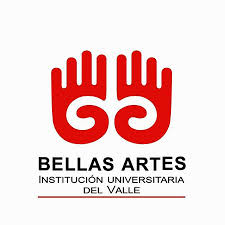 BELLAS ARTES
INSTITUCIÓN UNIVERSITARIA
DEL VALLE